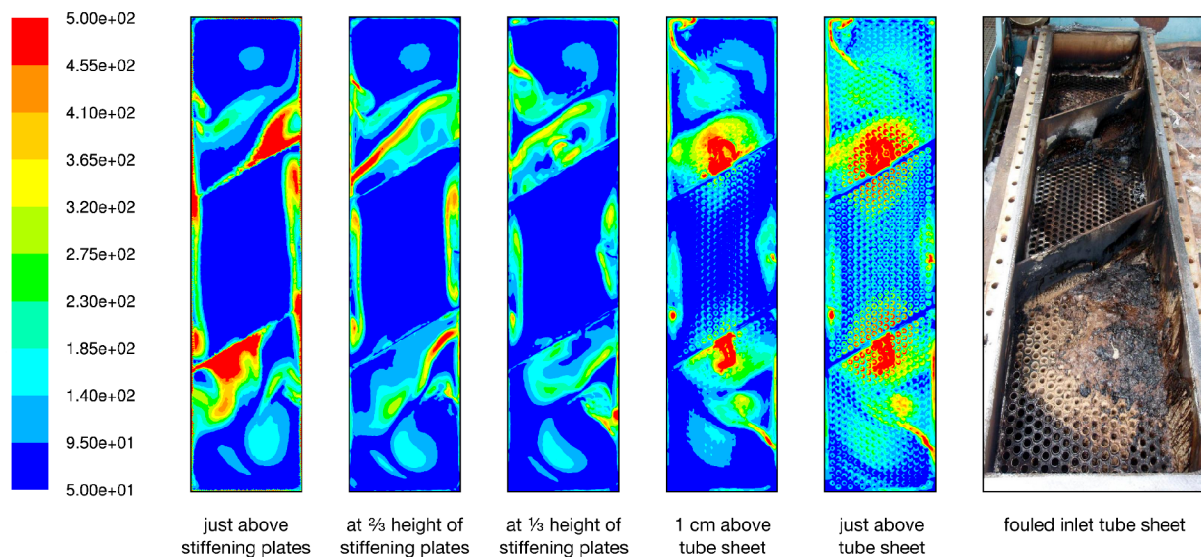 5.00e+02
4.55e+02
4.10e+02
3.65e+02
3.20e+02
2.75e+02
2.30e+02
1.85e+02
1.40e+02
9.50e+01
5.00e+01
just above
stiffening plates
at ⅔ height of
stiffening plates
at ⅓ height of
stiffening plates
1 cm above
tube sheet
just above
tube sheet
fouled inlet tube sheet